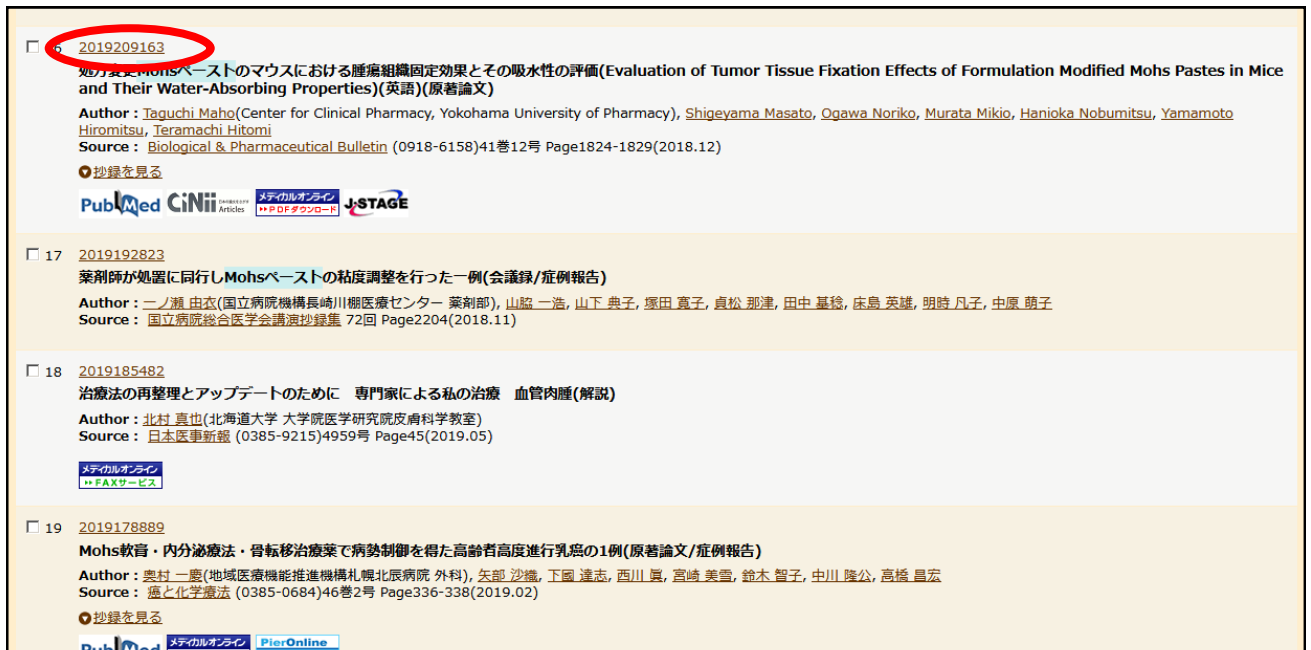 6 2019209163
処方変更Mohsペーストのマウスにおける腫瘍組織固定効果とその吸水性の評価(Evaluation of Tumor Tissue Fixation Effects of Formulation Modified Mohs Pastes in Mice
and Their Water-Absorbing Properties)(英語)(原著論文)
Author : Taguchi Maho(Center for Clinical Pharmacy, Yokohama University of Pharmacy), Shigeyama Masato, Ogawa Noriko, Murata Mikio, Hanioka Nobumitsu, Yamamoto
Hiromitsu, Teramachi Hitomi
Source : Biological & Pharmaceutical Bulletin (0918-6158)41巻12号 Page1824-1829(2018.12)
抄録を見る
PubMed CiNii Articles メディカルオンライン PDFダウンロード J-STAGE
17 2019192823
薬剤師が処置に同行しMohsペーストの粘度調整を行った一例(会議録/症例報告)
Author : 一ノ瀬 由衣(国立病院機構長崎川棚医療センター 薬剤部), 山脇 一浩, 山下 典子, 塚田 寛子, 貞松 那津, 田中 基稔, 床島 英雄, 明時 凡子, 中原 萌子
Source : 国立病院総合医学会講演抄録集 72回 Page2204(2018.11)
18 2019185482
治療法の再整理とアップデートのために 専門家による私の治療 血管肉腫(解説)
Author : 北村 真也(北海道大学 大学院医学研究院皮膚科学教室)
Source : 日本医事新報 (0385-9215)4959号 Page45(2019.05)
メディカルオンライン FAXサービス
19 2019178889
Mohs軟膏・内分泌療法・骨転移治療薬で病勢制御を得た高齢者高度進行乳癌の1例(原著論文/症例報告)
Author : 奥村 一慶(地域医療機能推進機構札幌北辰病院 外科), 矢部 沙織, 下國 達志, 西川 眞, 宮崎 美雪, 鈴木 智子, 中川 隆公, 高橋 昌宏
Source : 癌と化学療法 (0385-0684)46巻2号 Page336-338(2019.02)
抄録を見る
PubMed メディカルオンライン PierOnline